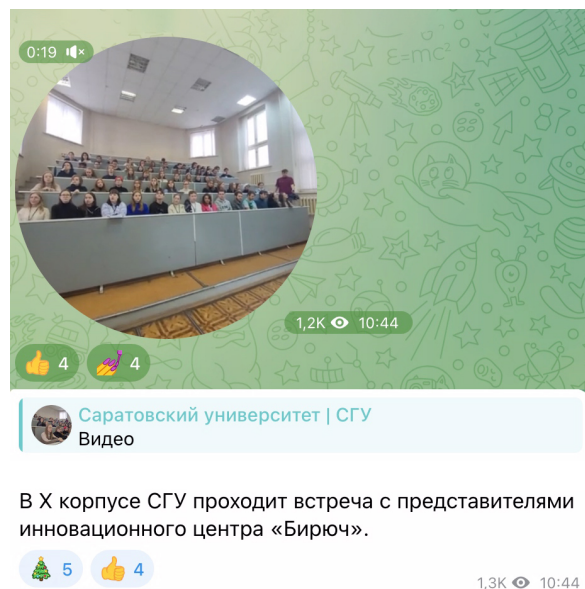 0:19
E=mc²
1,2K 10:44
4 4
Саратовский университет | СГУ
Видео
В X корпусе СГУ проходит встреча с представителями
инновационного центра «Бирюч».
5 4
1,3K 10:44